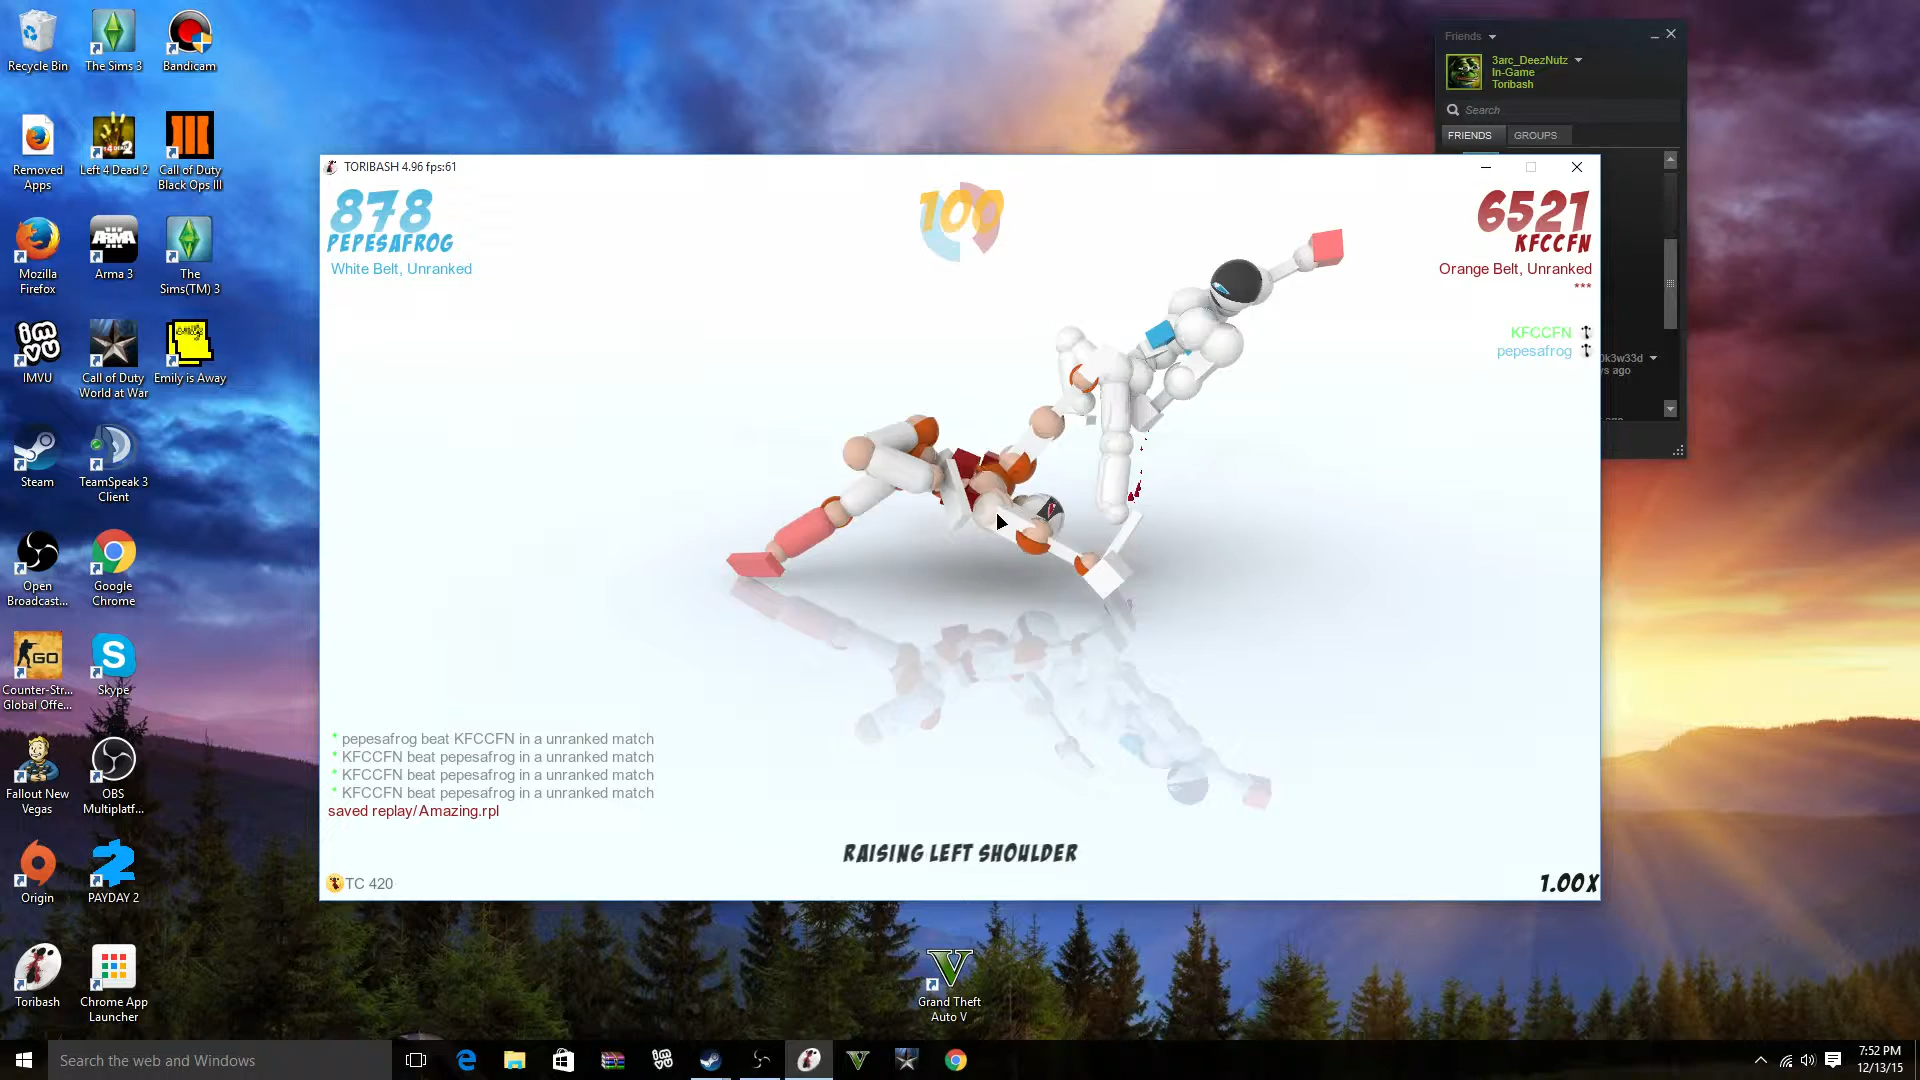 Recycle Bin
The Sims 3
Bandicam
Removed Apps
Left 4 Dead 2
Call of Duty Black Ops III
Mozilla Firefox
Arma 3
The Sims(TM) 3
IMVU
Call of Duty World at War
Emily is Away
Steam
TeamSpeak 3 Client
Open Broadcast...
Google Chrome
Counter-Str... Global Offe...
Skype
Fallout New Vegas
OBS Multiplatf...
Origin
PAYDAY 2
Toribash
Chrome App Launcher
Grand Theft Auto V
Friends
3arc_DeezNutz
In-Game
Toribash
Search
FRIENDS GROUPS
0k3w33d
ys ago
TORIBASH 4.96 fps:61
878
PEPESAFROG
White Belt, Unranked
100
6521
KFCCFN
Orange Belt, Unranked
***
KFCCFN
pepesafrog
* pepesafrog beat KFCCFN in a unranked match
* KFCCFN beat pepesafrog in a unranked match
* KFCCFN beat pepesafrog in a unranked match
* KFCCFN beat pepesafrog in a unranked match
saved replay/Amazing.rpl
RAISING LEFT SHOULDER
TC 420
1.00X
Search the web and Windows
7:52 PM
12/13/15